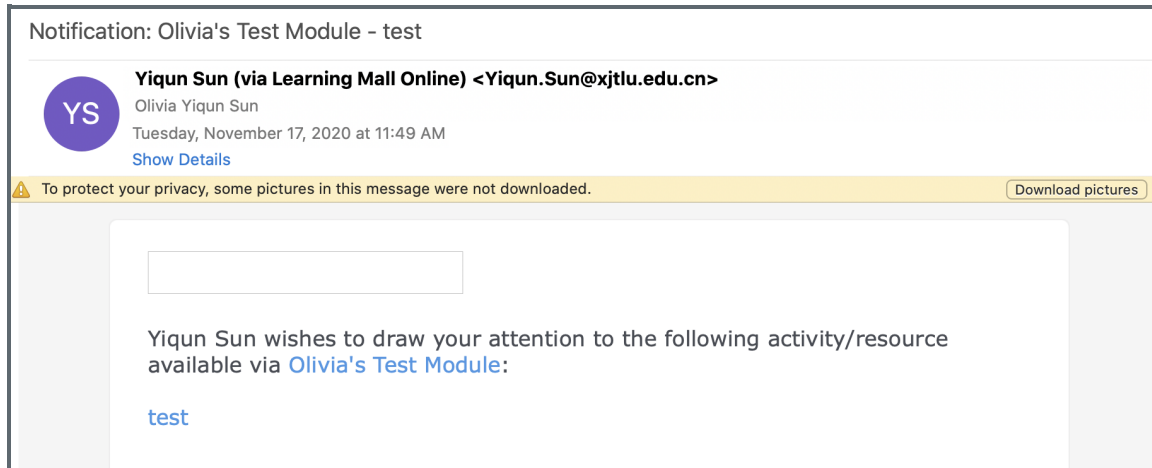 Notification: Olivia's Test Module - test
Yiqun Sun (via Learning Mall Online) <Yiqun.Sun@xjtlu.edu.cn>
YS
Olivia Yiqun Sun
Tuesday, November 17, 2020 at 11:49 AM
Show Details
To protect your privacy, some pictures in this message were not downloaded. Download pictures
Yiqun Sun wishes to draw your attention to the following activity/resource
available via Olivia's Test Module:
test